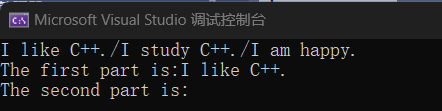 Microsoft Visual Studio 调试控制台
I like C++./I study C++./I am happy.
The first part is:I like C++.
The second part is: